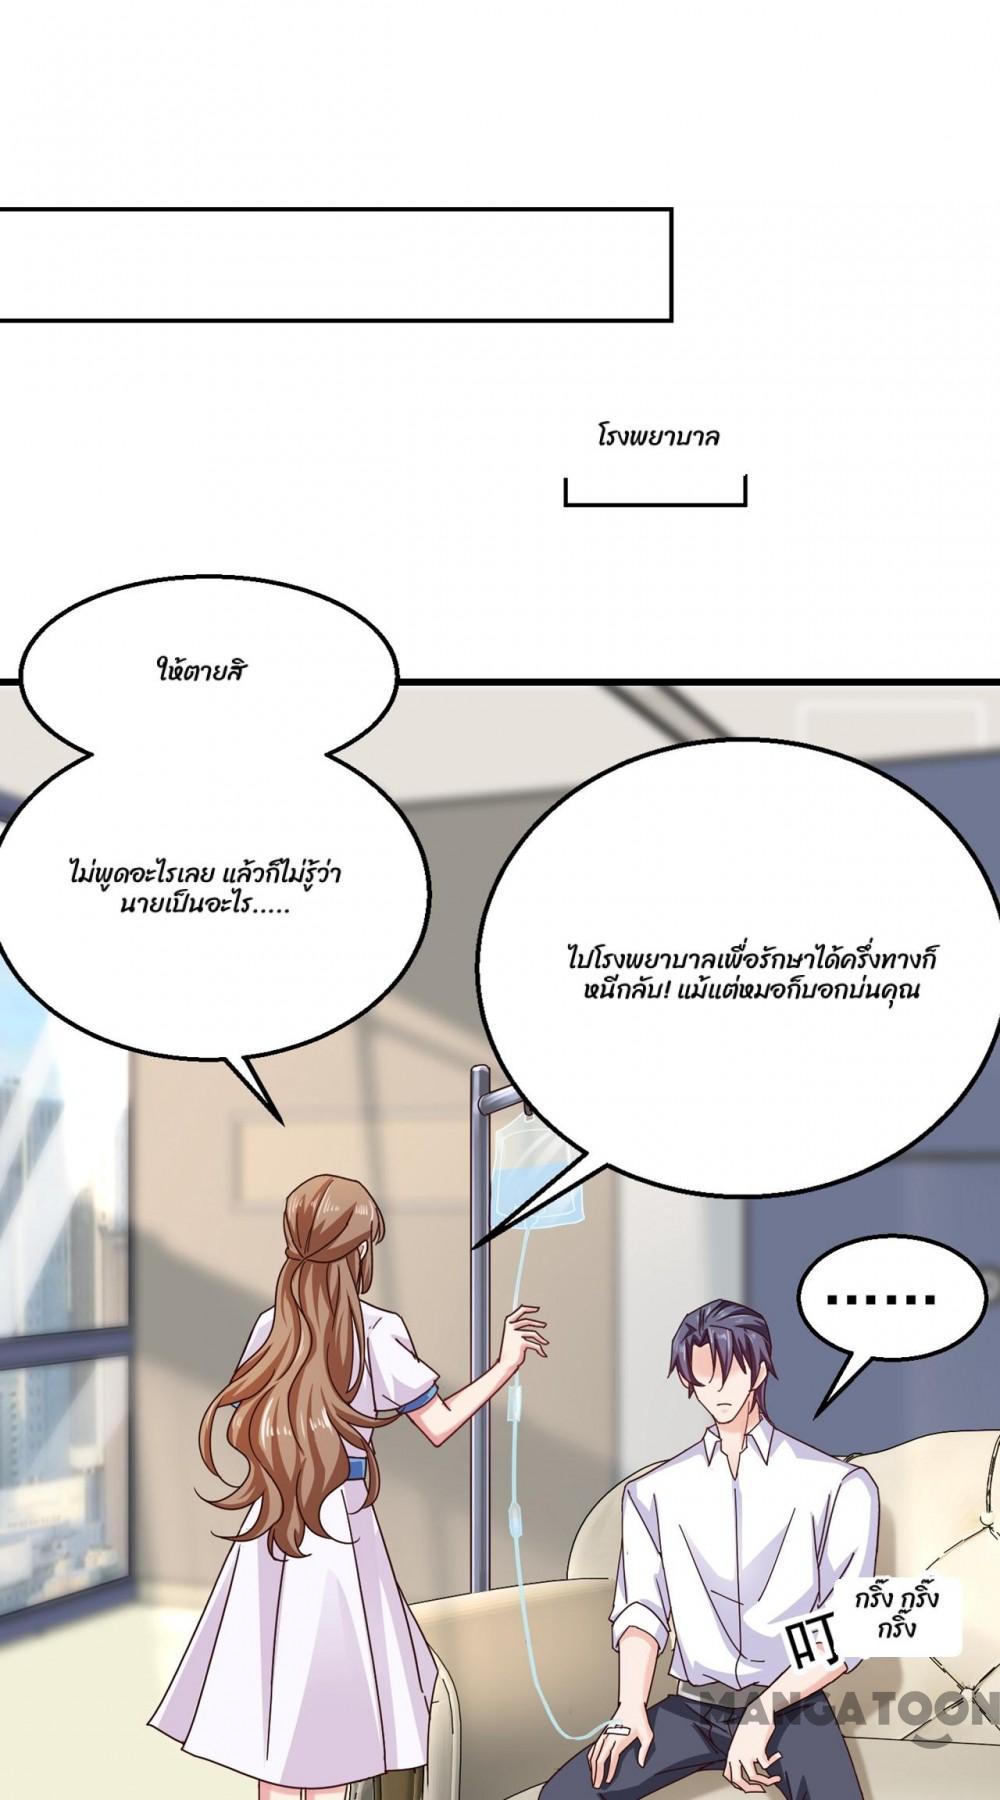 โรงพยาบาล
ให้ตายสิ
ไม่พูดอะไรเลย แล้วก็ไม่รู้ว่า
นายเป็นอะไร.....
ไปโรงพยาบาลเพื่อรักษาได้ครึ่งทางก็
หนีกลับ! แม้แต่หมอก็บอกบ่นคุณ
......
กริ๊ง กริ๊ง
กริ๊ง
叮
MANGATOON